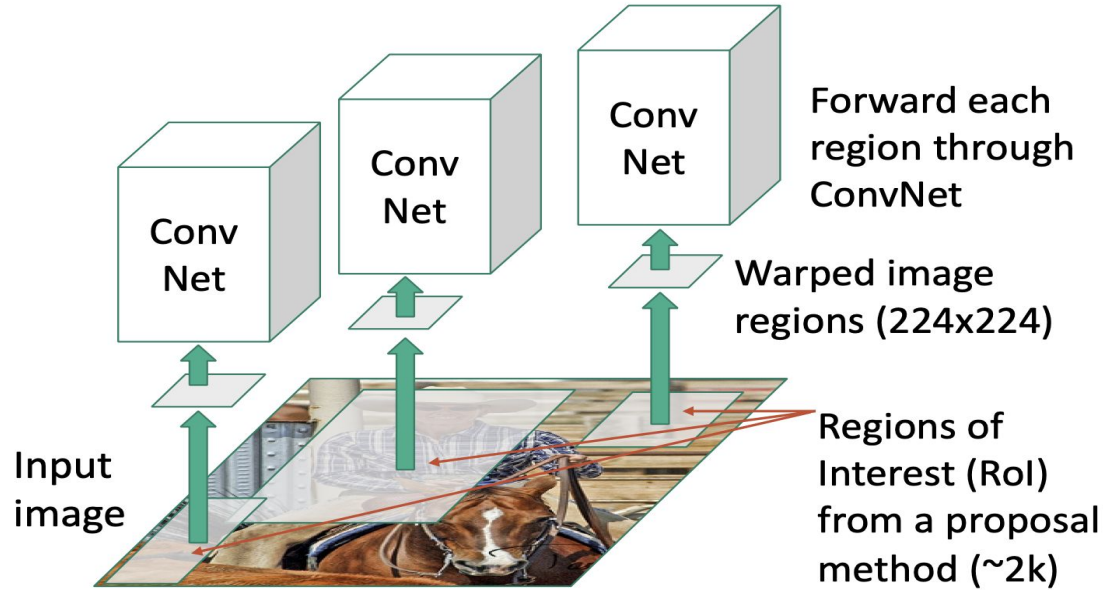 Conv
Net
Conv
Net
Conv
Net
Forward each
region through
ConvNet
Warped image
regions (224x224)
Input
image
Regions of
Interest (RoI)
from a proposal
method (~2k)